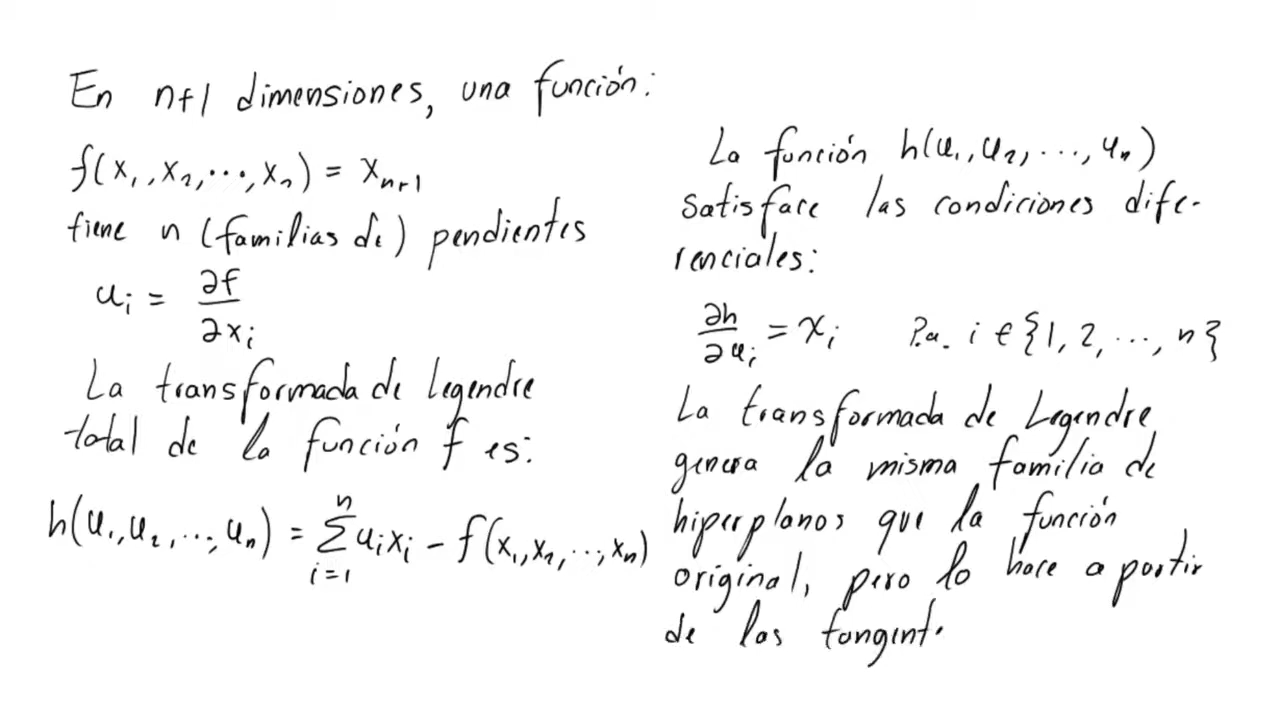 En n+1 dimensiones, una función:
f(x₁, x₂, ..., xₙ) = xₙ₊₁
tiene n (familias de) pendientes
uᵢ = ∂f/∂xᵢ
La transformada de Legendre
total de la función f es:
h(u₁, u₂, ..., uₙ) = ∑ᵢ₌₁ⁿ uᵢxᵢ - f(x₁, x₂, ..., xₙ)
La función h(u₁, u₂, ..., uₙ)
satisface las condiciones dife-
renciales:
∂h/∂uᵢ = xᵢ P.a. i ∈ {1, 2, ..., n}
La transformada de Legendre
genera la misma familia de
hiperplanos que la función
original, pero lo hace a partir
de las tangent